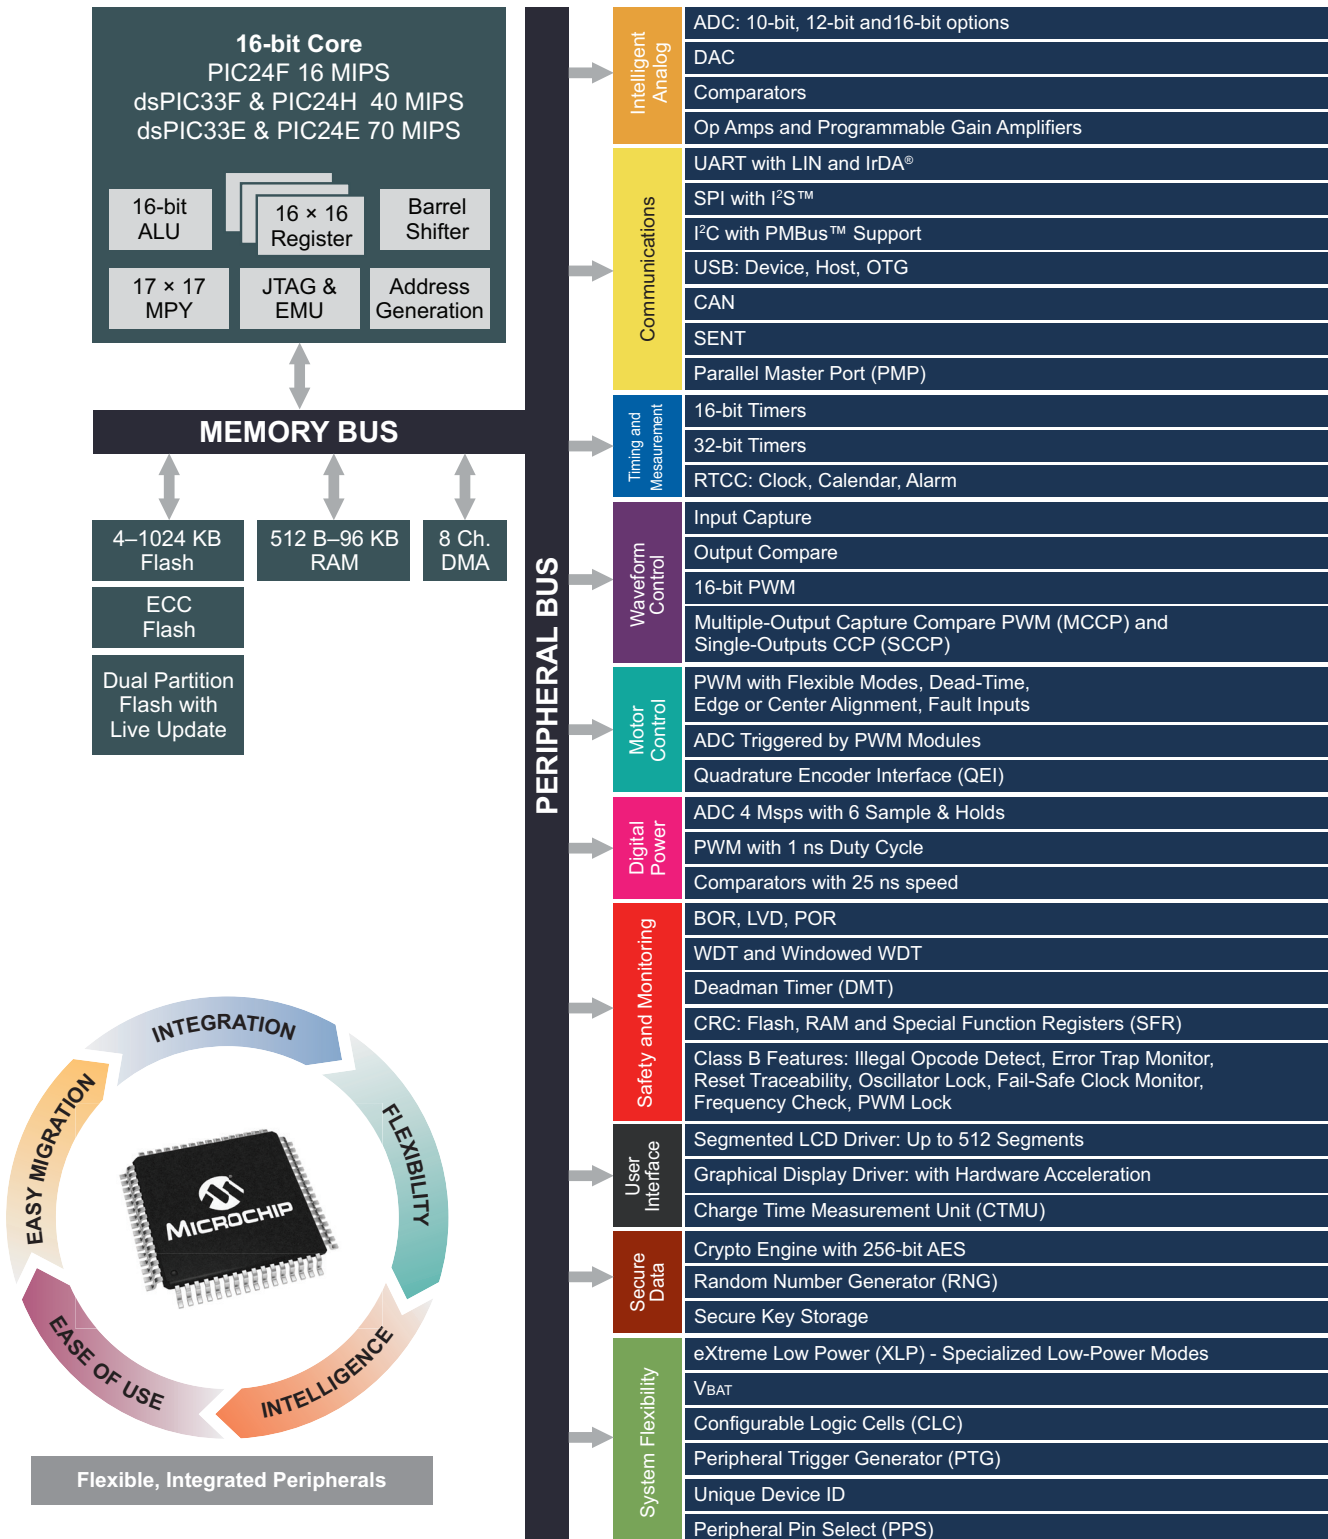 16-bit Core
PIC24F 16 MIPS
dsPIC33F & PIC24H 40 MIPS
dsPIC33E & PIC24E 70 MIPS
16-bit
ALU
16 × 16
Register
Barrel
Shifter
17 × 17
MPY
JTAG &
EMU
Address
Generation
MEMORY BUS
4–1024 KB
Flash
512 B–96 KB
RAM
8 Ch.
DMA
ECC
Flash
Dual Partition
Flash with
Live Update
PERIPHERAL BUS
Intelligent
Analog
ADC: 10-bit, 12-bit and16-bit options
DAC
Comparators
Op Amps and Programmable Gain Amplifiers
Communications
UART with LIN and IrDA®
SPI with I²S™
I²C with PMBus™ Support
USB: Device, Host, OTG
CAN
SENT
Parallel Master Port (PMP)
Timing and
Mesaurement
16-bit Timers
32-bit Timers
RTCC: Clock, Calendar, Alarm
Waveform
Control
Input Capture
Output Compare
16-bit PWM
Multiple-Output Capture Compare PWM (MCCP) and
Single-Outputs CCP (SCCP)
Motor
Control
PWM with Flexible Modes, Dead-Time,
Edge or Center Alignment, Fault Inputs
ADC Triggered by PWM Modules
Quadrature Encoder Interface (QEI)
Digital
Power
ADC 4 Msps with 6 Sample & Holds
PWM with 1 ns Duty Cycle
Comparators with 25 ns speed
Safety and Monitoring
BOR, LVD, POR
WDT and Windowed WDT
Deadman Timer (DMT)
CRC: Flash, RAM and Special Function Registers (SFR)
Class B Features: Illegal Opcode Detect, Error Trap Monitor,
Reset Traceability, Oscillator Lock, Fail-Safe Clock Monitor,
Frequency Check, PWM Lock
User
Interface
Segmented LCD Driver: Up to 512 Segments
Graphical Display Driver: with Hardware Acceleration
Charge Time Measurement Unit (CTMU)
Secure
Data
Crypto Engine with 256-bit AES
Random Number Generator (RNG)
Secure Key Storage
System Flexibility
eXtreme Low Power (XLP) - Specialized Low-Power Modes
VBAT
Configurable Logic Cells (CLC)
Peripheral Trigger Generator (PTG)
Unique Device ID
Peripheral Pin Select (PPS)
INTEGRATION
FLEXIBILITY
INTELLIGENCE
EASE OF USE
EASY MIGRATION
MICROCHIP
Flexible, Integrated Peripherals